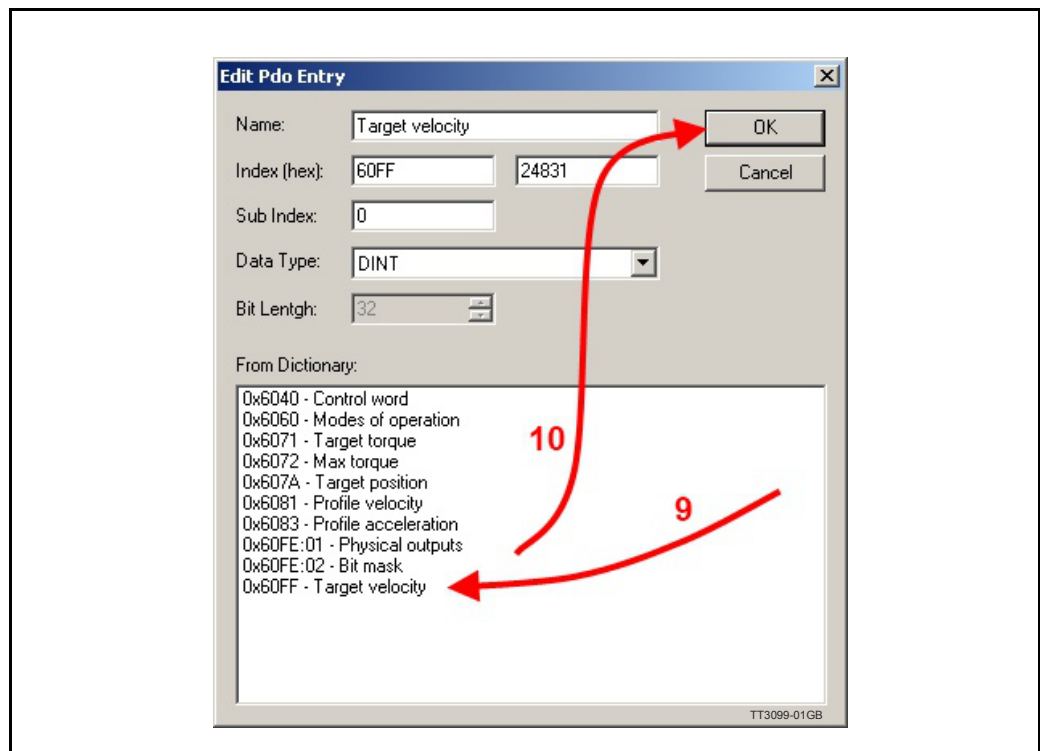 Edit Pdo Entry
Name: Target velocity OK
Index (hex): 60FF 24831 Cancel
Sub Index: 0
Data Type: DINT
Bit Lentgh: 32
From Dictionary:
0x6040 - Control word
0x6060 - Modes of operation
0x6071 - Target torque
10
0x6072 - Max torque
0x607A - Target position
0x6081 - Profile velocity
9
0x6083 - Profile acceleration
0x60FE:01 - Physical outputs
0x60FE:02 - Bit mask
0x60FF - Target velocity
TT3099-01GB